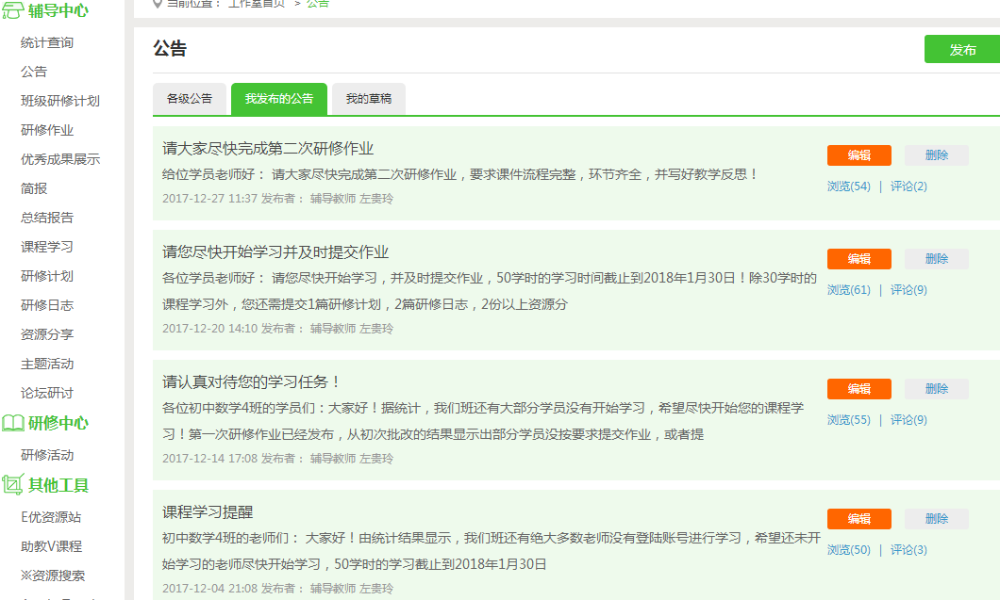 辅导中心
统计查询
公告
班级研修计划
研修作业
优秀成果展示
简报
总结报告
课程学习
研修计划
研修日志
资源分享
主题活动
论坛研讨
研修中心
研修活动
其他工具
E优资源站
助教V课程
※资源搜索
当前位置： 工作室首页 > 公告
公告
发布
各级公告 我发布的公告 我的草稿
请大家尽快完成第二次研修作业
给位学员老师好： 请大家尽快完成第二次研修作业，要求课件流程完整，环节齐全，并写好教学反思！
2017-12-27 11:37 发布者： 辅导教师 左贵玲
编辑 删除
浏览(54) | 评论(2)
请您尽快开始学习并及时提交作业
各位学员老师好： 请您尽快开始学习，并及时提交作业，50学时的学习时间截止到2018年1月30日！除30学时的
课程学习外，您还需提交1篇研修计划，2篇研修日志，2份以上资源分
2017-12-20 14:10 发布者： 辅导教师 左贵玲
编辑 删除
浏览(61) | 评论(9)
请认真对待您的学习任务！
各位初中数学4班的学员们：大家好！据统计，我们班还有大部分学员没有开始学习，希望尽快开始您的课程学
习！第一次研修作业已经发布，从初次批改的结果显示出部分学员没按要求提交作业，或者提
2017-12-14 17:08 发布者： 辅导教师 左贵玲
编辑 删除
浏览(55) | 评论(9)
课程学习提醒
初中数学4班的老师们： 大家好！由统计结果显示，我们班还有绝大多数老师没有登陆账号进行学习，希望还未开
始学习的老师尽快开始学习，50学时的学习截止到2018年1月30日
2017-12-04 21:08 发布者： 辅导教师 左贵玲
编辑 删除
浏览(50) | 评论(3)